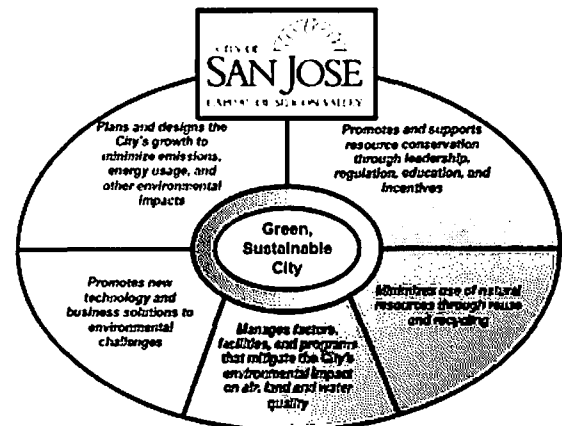 CITY OF
SAN JOSE
CAPITAL OF SILICON VALLEY
Plans and designs the
City's growth to
minimize emissions,
energy usage, and
other environmental
impacts
Promotes and supports
resource conservation
through leadership,
regulation, education, and
incentives
Green,
Sustainable
City
Promotes new
technology and
business solutions to
environmental
challenges
Manages factors,
facilities, and programs
that mitigate the City's
environmental impact
on air, land and water
quality
Minimizes use of natural
resources through reuse
and recycling